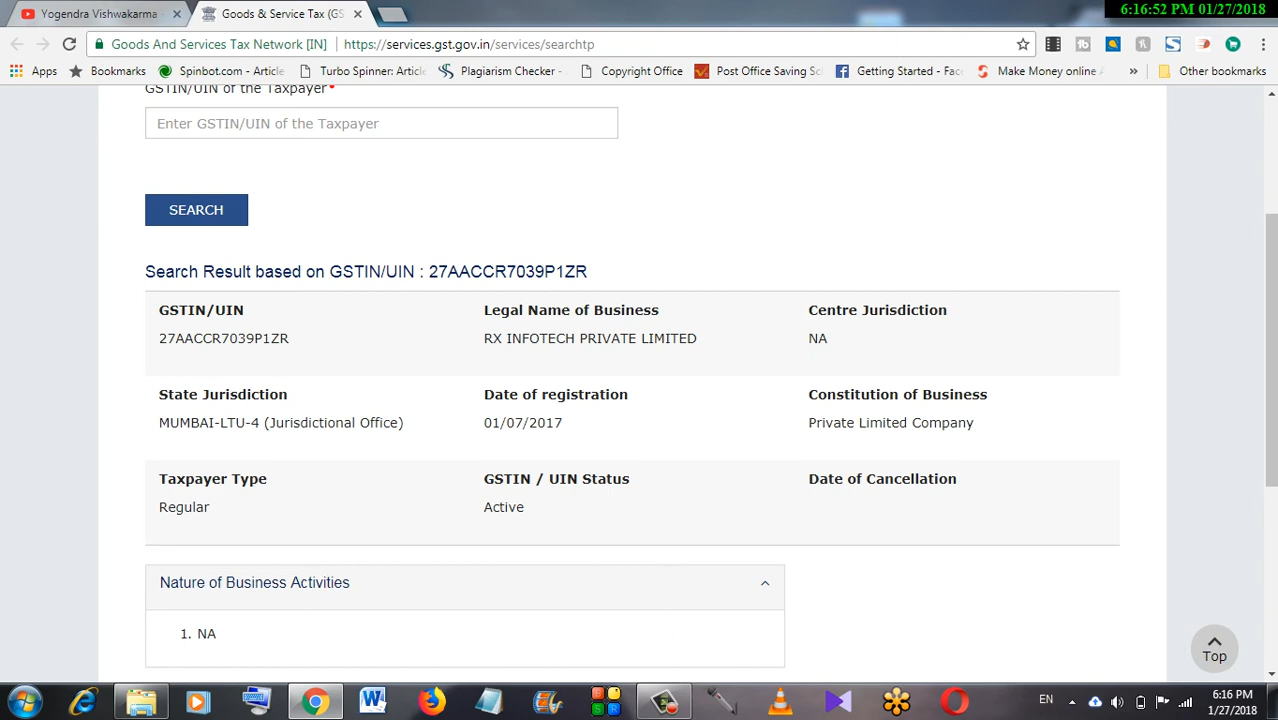 6:16:52 PM 01/27/2018
Yogendra Vishwakarma
Goods & Service Tax (GS
Goods And Services Tax Network [IN]
https://services.gst.gov.in/services/searchtp
Apps
Bookmarks
Spinbot.com - Article
Turbo Spinner: Article
Plagiarism Checker -
Copyright Office
Post Office Saving Sc
Getting Started - Fac
Make Money online
»
Other bookmarks
GSTIN/UIN of the Taxpayer•
Enter GSTIN/UIN of the Taxpayer
SEARCH
Search Result based on GSTIN/UIN : 27AACCR7039P1ZR
GSTIN/UIN
Legal Name of Business
Centre Jurisdiction
27AACCR7039P1ZR
RX INFOTECH PRIVATE LIMITED
NA
State Jurisdiction
Date of registration
Constitution of Business
MUMBAI-LTU-4 (Jurisdictional Office)
01/07/2017
Private Limited Company
Taxpayer Type
GSTIN / UIN Status
Date of Cancellation
Regular
Active
Nature of Business Activities
1. NA
Top
EN
6:16 PM
1/27/2018